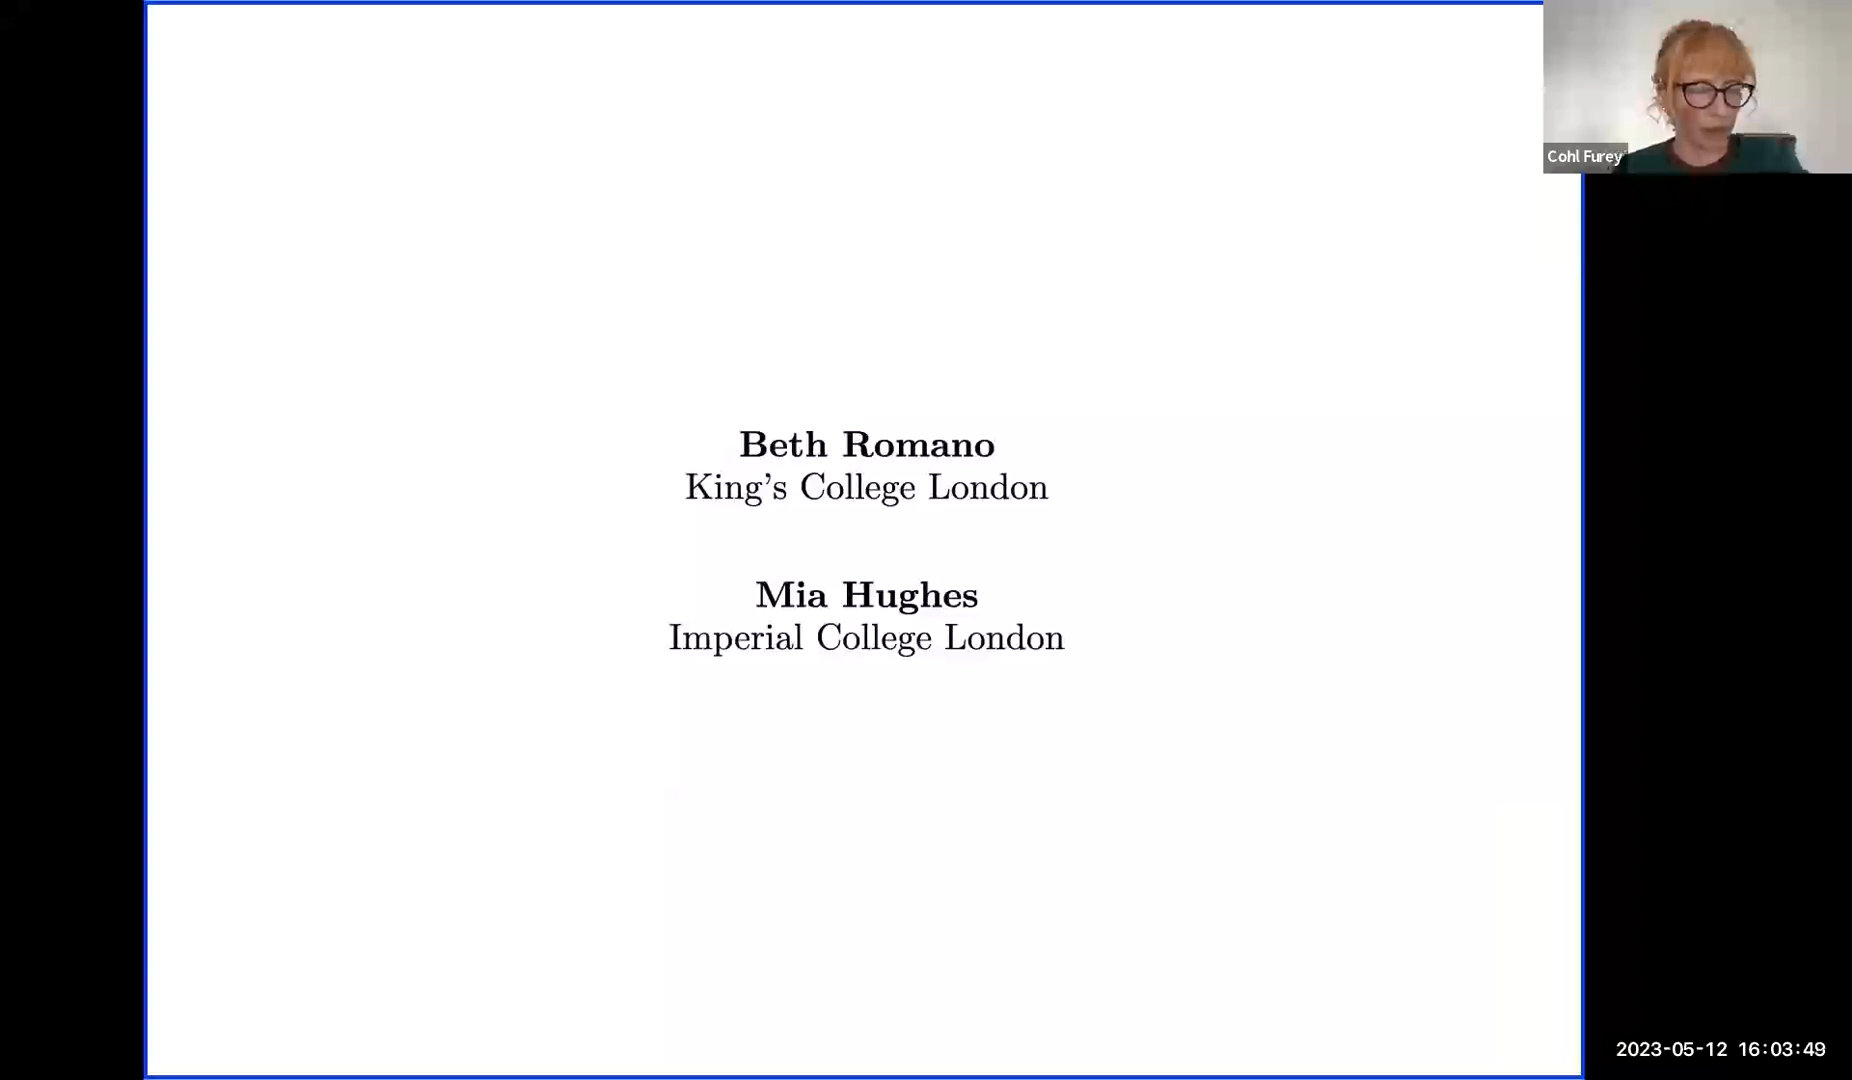 Cohl Furey
Beth Romano
King's College London
Mia Hughes
Imperial College London
2023-05-12 16:03:49